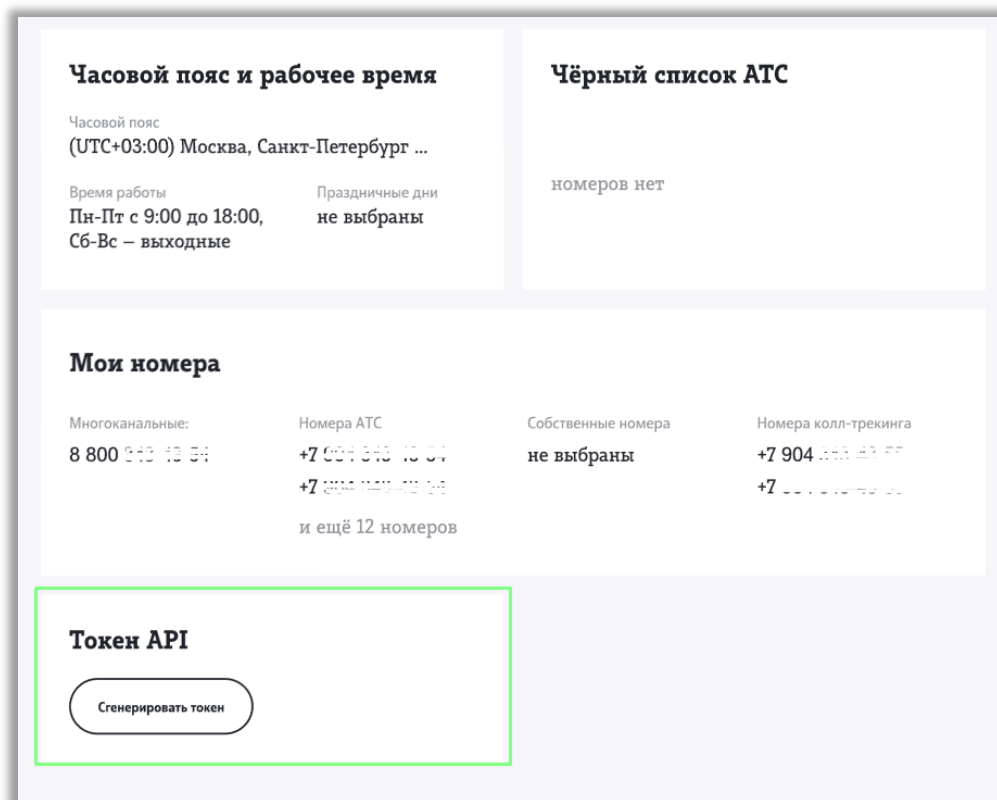 Часовой пояс и рабочее время
Часовой пояс
(UTC+03:00) Москва, Санкт-Петербург ...
Время работы
Пн-Пт с 9:00 до 18:00,
Сб-Вс – выходные
Праздничные дни
не выбраны
Чёрный список АТС
номеров нет
Мои номера
Многоканальные:
8 800
Номера АТС
+7
+7
и ещё 12 номеров
Собственные номера
не выбраны
Номера колл-трекинга
+7 904
+7
Токен API
Сгенерировать токен